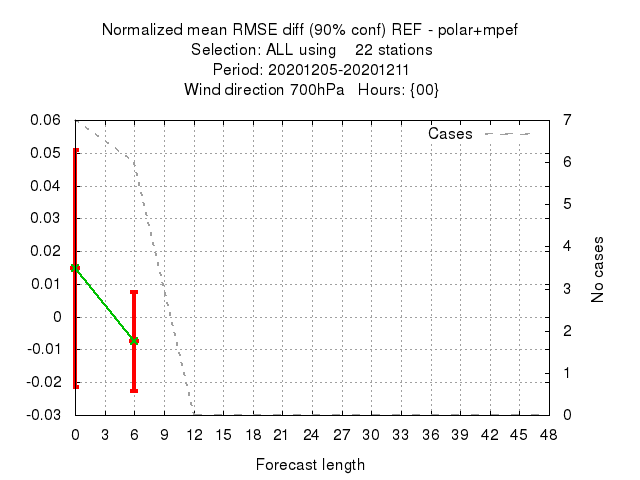 Normalized mean RMSE diff (90% conf) REF - polar+mpef
Selection: ALL using 22 stations
Period: 20201205-20201211
Wind direction 700hPa Hours: {00}
Cases
0.06
0.05
0.04
0.03
0.02
0.01
0
-0.01
-0.02
-0.03
7
6
5
4
3
2
1
0
No cases
0 3 6 9 12 15 18 21 24 27 30 33 36 39 42 45 48
Forecast length